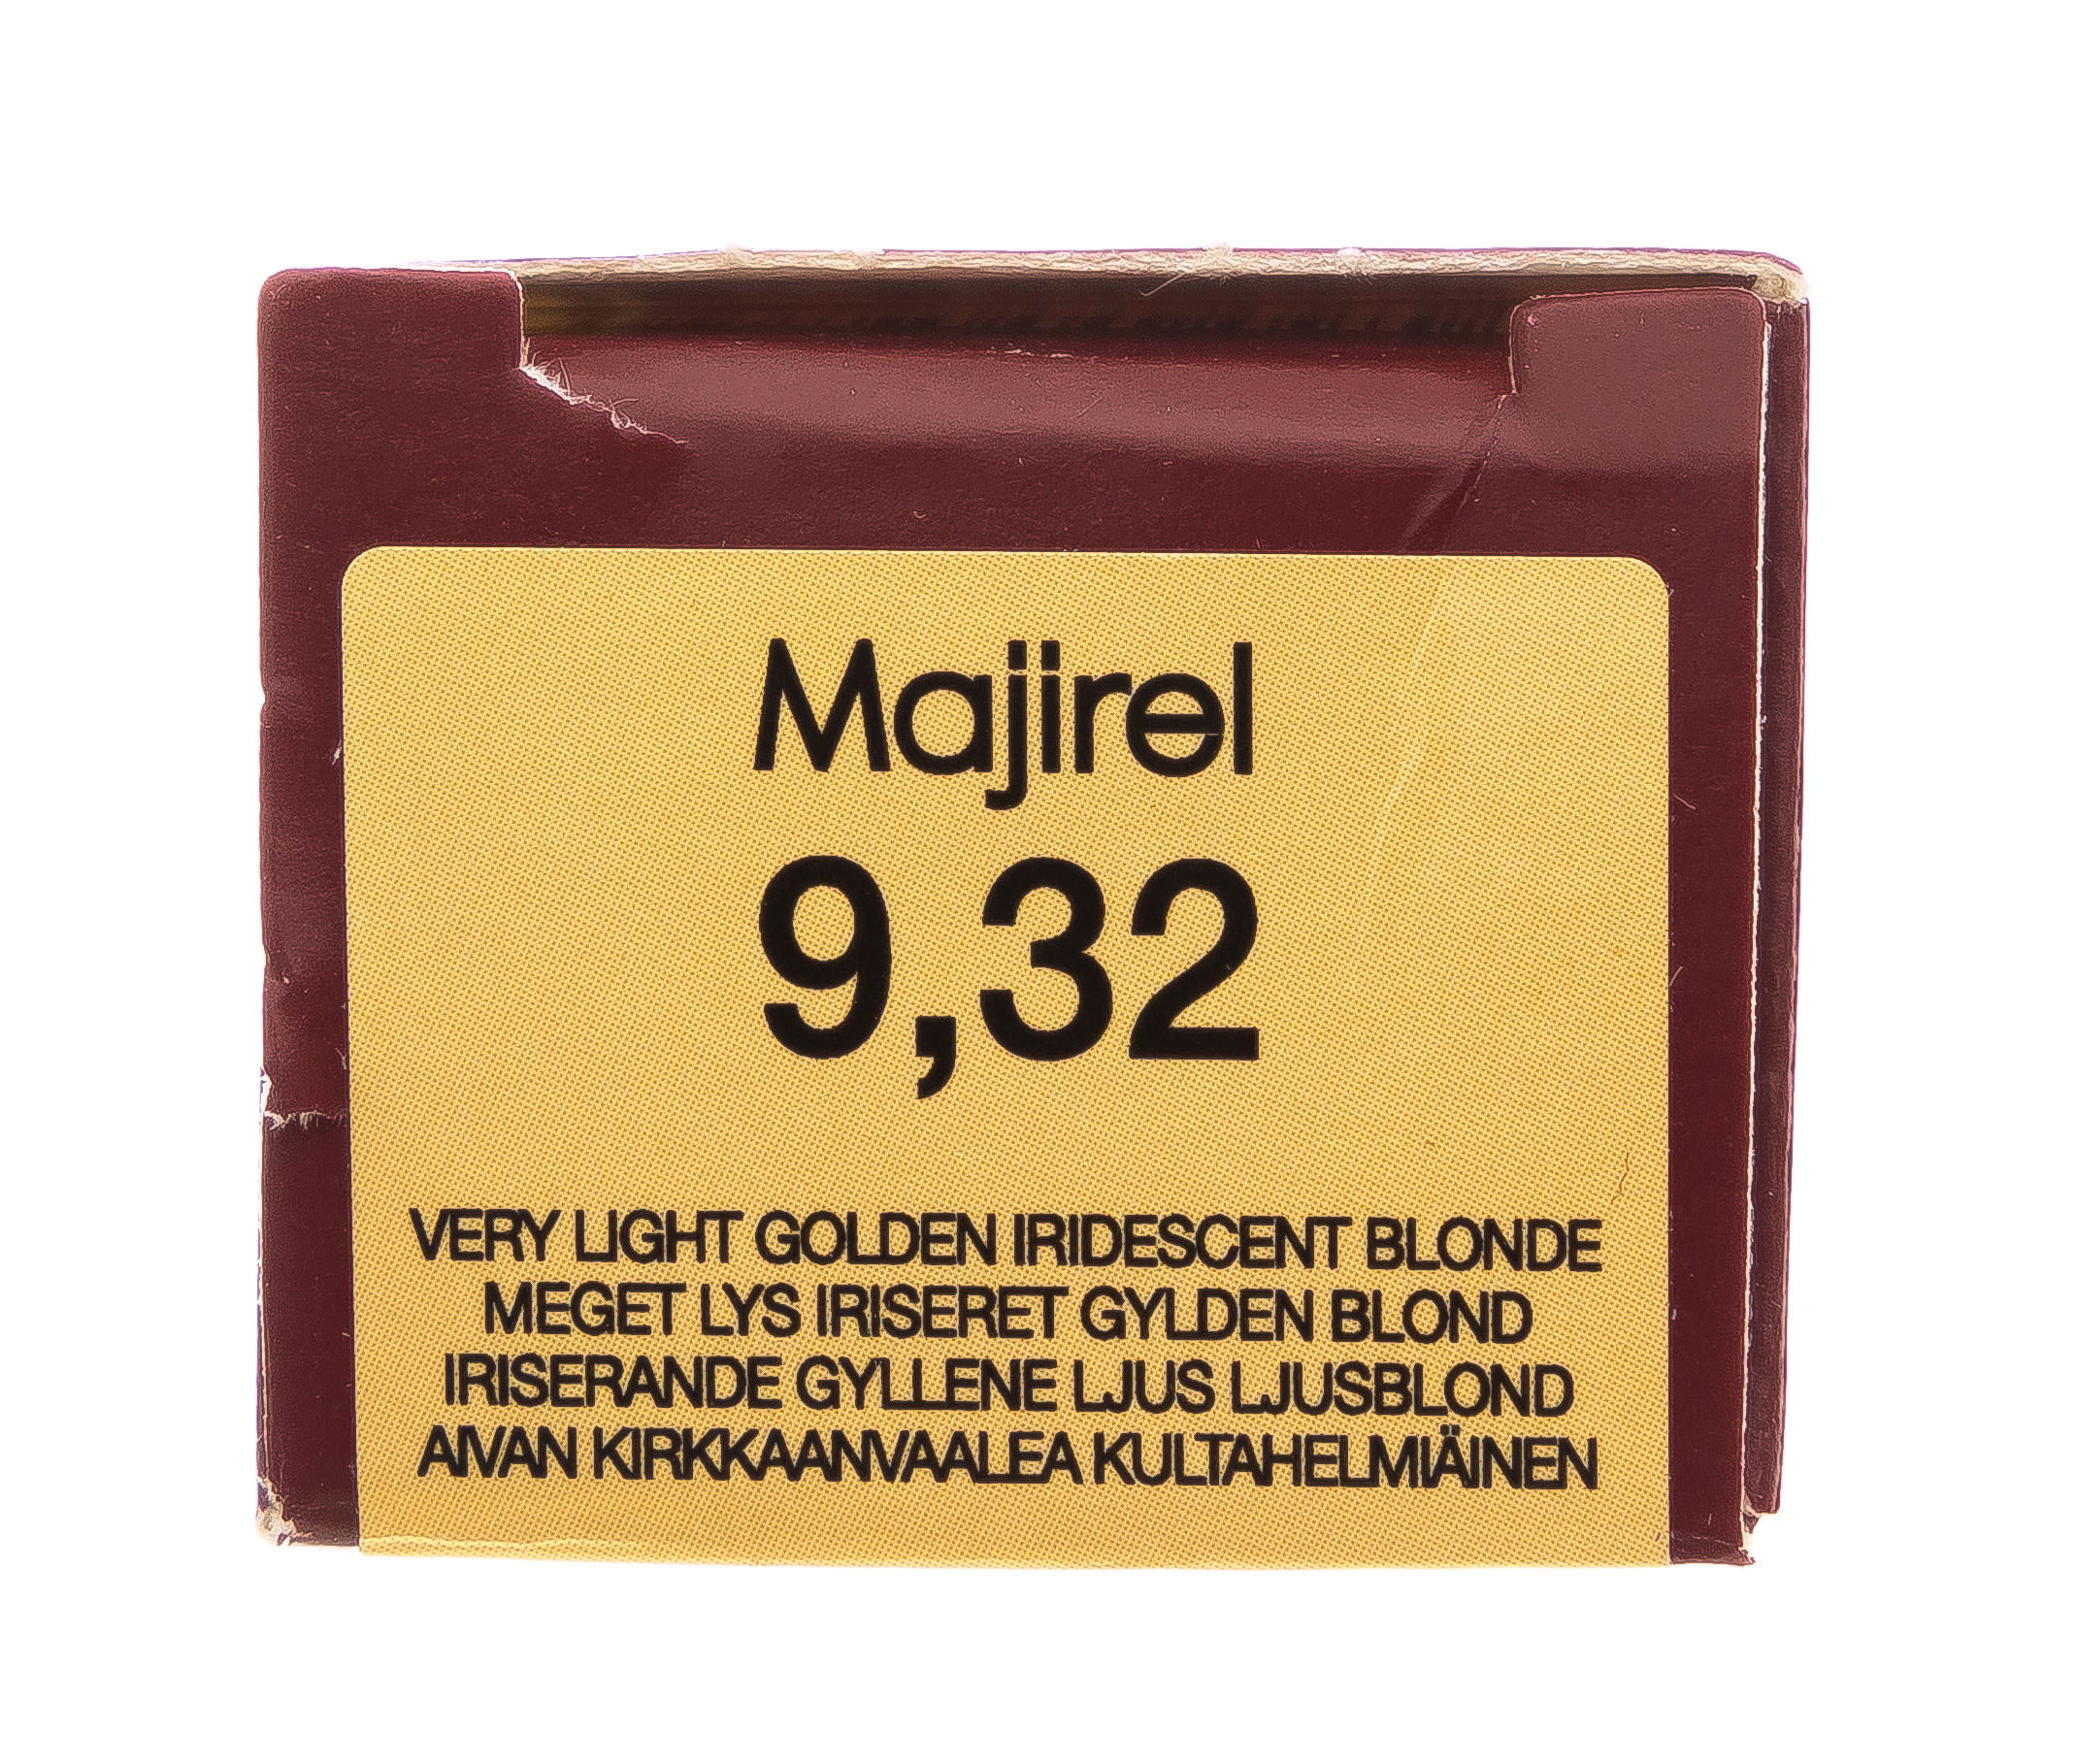 Majirel
9,32
VERY LIGHT GOLDEN IRIDESCENT BLONDE
MEGET LYS IRISERET GYLDEN BLOND
IRISERANDE GYLLENE LJUS LJUSBLOND
AIVAN KIRKKAANVAALEA KULTAHELMIÄINEN